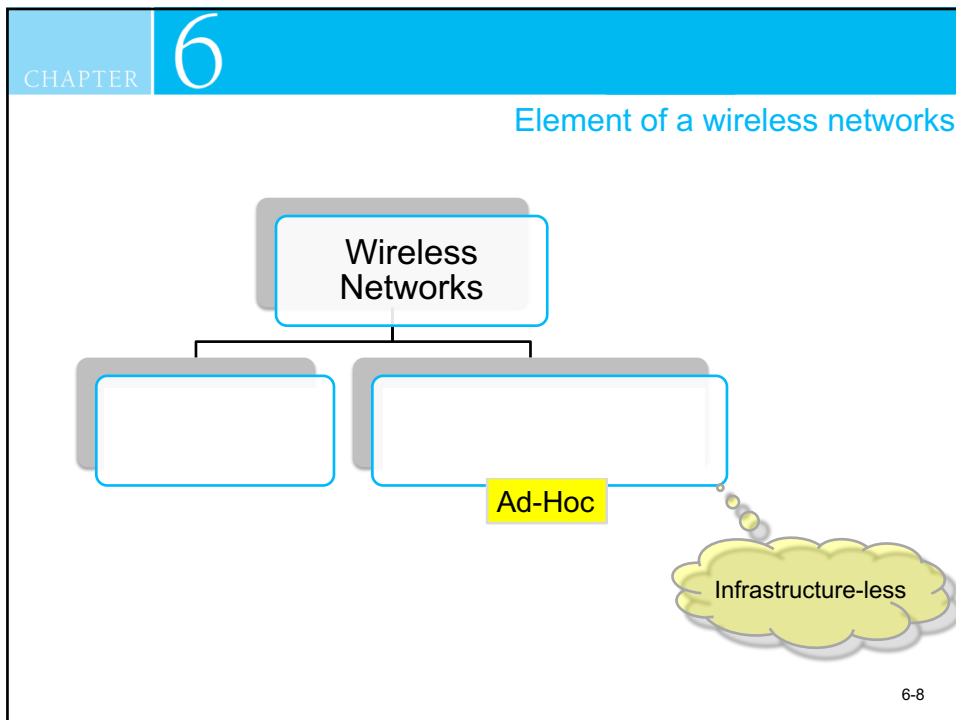 CHAPTER 6
Element of a wireless networks
Wireless
Networks
Ad-Hoc
Infrastructure-less
6-8